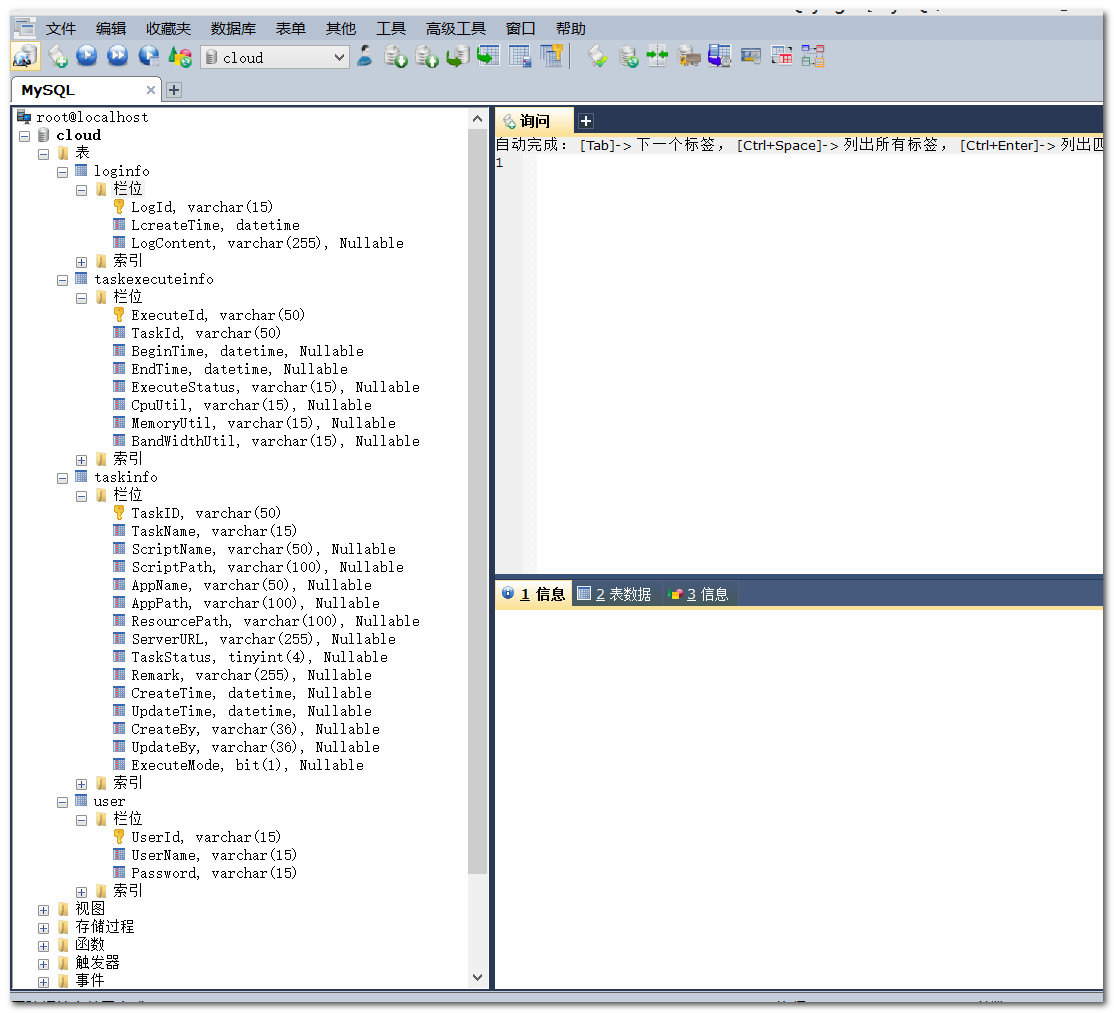 文件 编辑 收藏夹 数据库 表单 其他 工具 高级工具 窗口 帮助
cloud
MySQL
root@localhost
cloud
表
loginfo
栏位
LogId, varchar(15)
LcreateTime, datetime
LogContent, varchar(255), Nullable
索引
taskexecuteinfo
栏位
ExecuteId, varchar(50)
TaskId, varchar(50)
BeginTime, datetime, Nullable
EndTime, datetime, Nullable
ExecuteStatus, varchar(15), Nullable
CpuUtil, varchar(15), Nullable
MemoryUtil, varchar(15), Nullable
BandWidthUtil, varchar(15), Nullable
索引
taskinfo
栏位
TaskID, varchar(50)
TaskName, varchar(15)
ScriptName, varchar(50), Nullable
ScriptPath, varchar(100), Nullable
AppName, varchar(50), Nullable
AppPath, varchar(100), Nullable
ResourcePath, varchar(100), Nullable
ServerURL, varchar(255), Nullable
TaskStatus, tinyint(4), Nullable
Remark, varchar(255), Nullable
CreateTime, datetime, Nullable
UpdateTime, datetime, Nullable
CreateBy, varchar(36), Nullable
UpdateBy, varchar(36), Nullable
ExecuteMode, bit(1), Nullable
索引
user
栏位
UserId, varchar(15)
UserName, varchar(15)
Password, varchar(15)
索引
视图
存储过程
函数
触发器
事件
询问
自动完成： [Tab]-> 下一个标签， [Ctrl+Space]-> 列出所有标签， [Ctrl+Enter]-> 列出匹
1
1 信息 2 表数据 3 信息